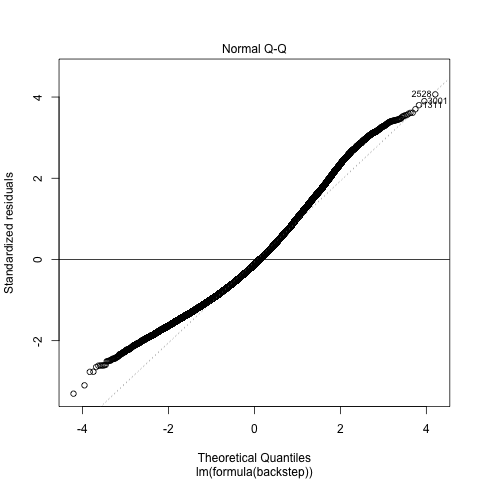 Normal Q-Q
Standardized residuals
4
2
0
-2
2528
3001
1311
-4 -2 0 2 4
Theoretical Quantiles
lm(formula(backstep))